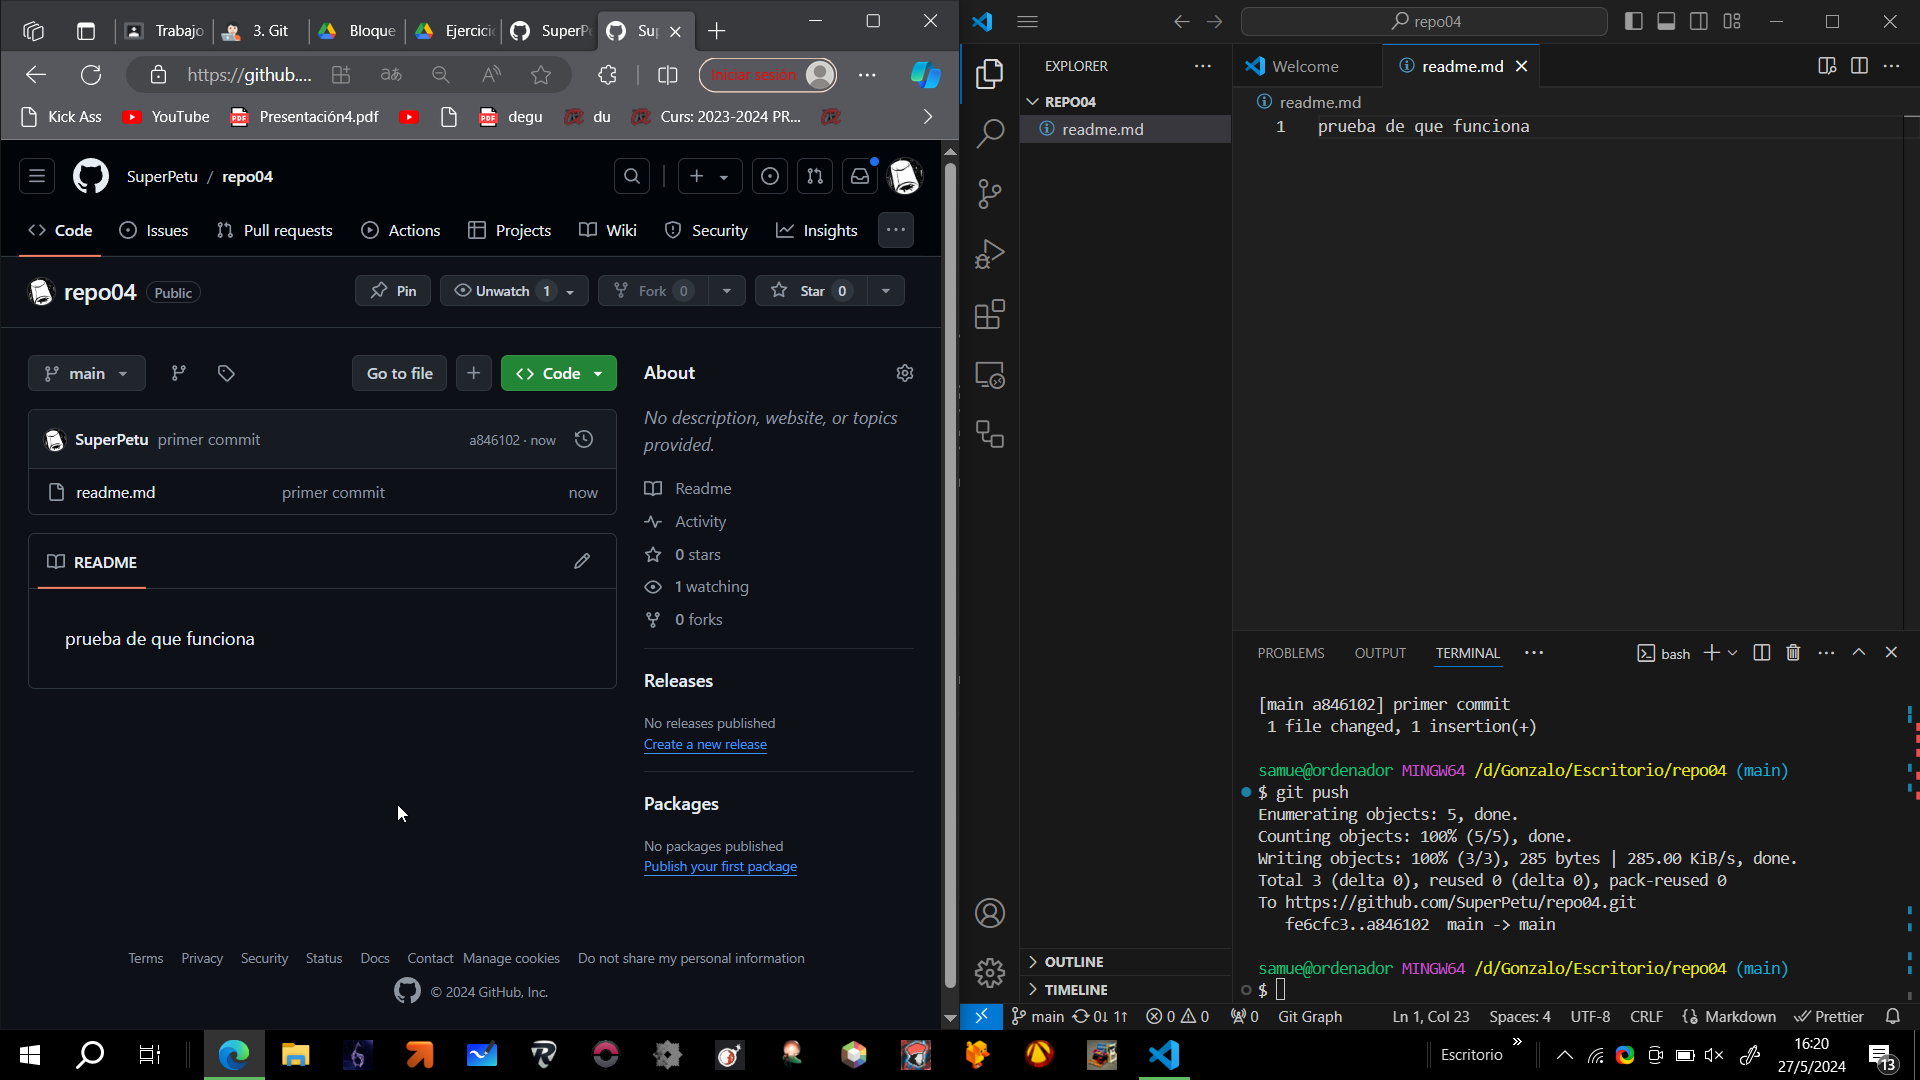 Trabajo
3. Git
Bloque
Ejercic
SuperP
Su
https://github....
Iniciar sesión
Kick Ass
YouTube
Presentación4.pdf
degu
du
Curs: 2023-2024 PR...
SuperPetu / repo04
Code
Issues
Pull requests
Actions
Projects
Wiki
Security
Insights
repo04
Public
Pin
Unwatch 1
Fork 0
Star 0
main
Go to file
Code
SuperPetu primer commit
a846102 · now
readme.md
primer commit
now
README
prueba de que funciona
About
No description, website, or topics
provided.
Readme
Activity
0 stars
1 watching
0 forks
Releases
No releases published
Create a new release
Packages
No packages published
Publish your first package
Terms
Privacy
Security
Status
Docs
Contact
Manage cookies
Do not share my personal information
© 2024 GitHub, Inc.
repo04
EXPLORER
REPO04
readme.md
OUTLINE
TIMELINE
Welcome
readme.md
readme.md
1 prueba de que funciona
PROBLEMS
OUTPUT
TERMINAL
bash
[main a846102] primer commit
1 file changed, 1 insertion(+)
samue@ordenador MINGW64 /d/Gonzalo/Escritorio/repo04 (main)
$ git push
Enumerating objects: 5, done.
Counting objects: 100% (5/5), done.
Writing objects: 100% (3/3), 285 bytes | 285.00 KiB/s, done.
Total 3 (delta 0), reused 0 (delta 0), pack-reused 0
To https://github.com/SuperPetu/repo04.git
fe6cfc3..a846102  main -> main
samue@ordenador MINGW64 /d/Gonzalo/Escritorio/repo04 (main)
$
main
0↓ 1↑
0
0
0
Git Graph
Ln 1, Col 23
Spaces: 4
UTF-8
CRLF
Markdown
Prettier
Escritorio
16:20
27/5/2024
13